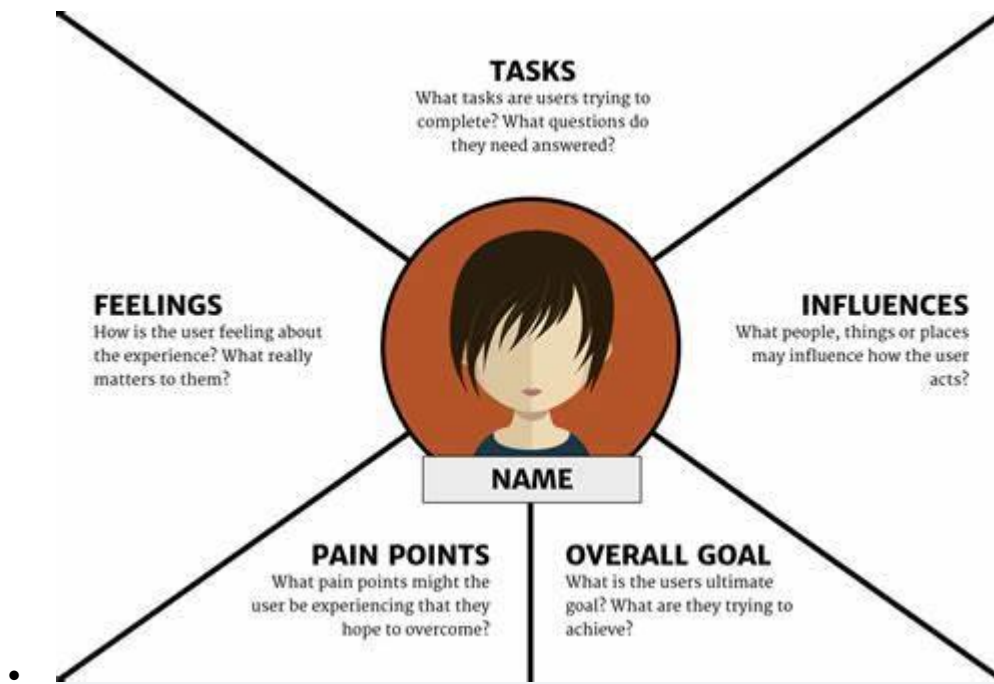 TASKS
What tasks are users trying to
complete? What questions do
they need answered?
FEELINGS
How is the user feeling about
the experience? What really
matters to them?
INFLUENCES
What people, things or places
may influence how the user
acts?
NAME
PAIN POINTS
What pain points might the
user be experiencing that they
hope to overcome?
OVERALL GOAL
What is the users ultimate
goal? What are they trying to
achieve?